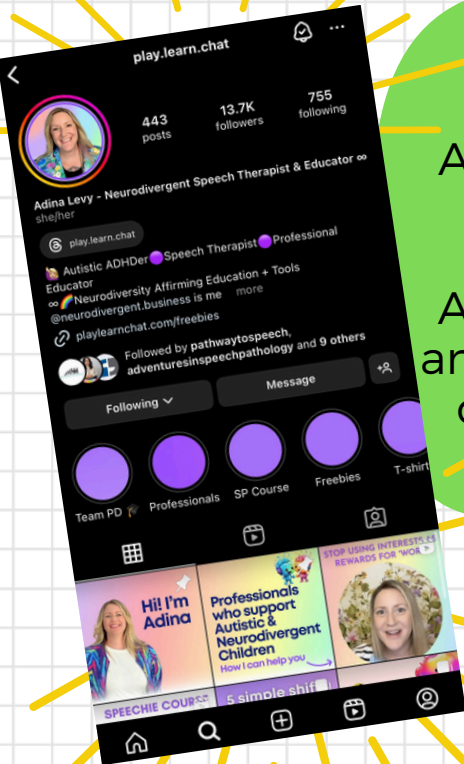 play.learn.chat
443
posts
13.7K
followers
755
following
Adina Levy - Neurodivergent Speech Therapist & Educator ∞
she/her
play.learn.chat
Autistic ADHDer🟣Speech Therapist🟣Professional
Educator
∞🌈Neurodiversity Affirming Education + Tools
@neurodivergent.business is me more
playlearnchat.com/freebies
Followed by pathwaytospeech,
adventuresinspeechpathology and 9 others
Following
Message
Team PD 🎓
Professionals
SP Course
Freebies
T-shirt
Hi! I'm
Adina
Professionals
who support
Autistic &
Neurodivergent
Children
How I can help you
STOP USING INTERESTS AS
REWARDS FOR 'WOR
SPEECHIE COURSE
5 simple shif
A
A
an